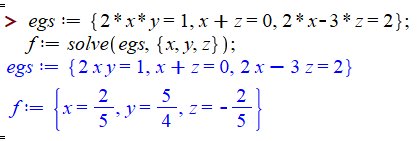 > egs := {2*x*y = 1, x + z = 0, 2*x-3*z = 2};
f := solve(egs, {x, y, z});
egs := {2 x y = 1, x + z = 0, 2 x − 3 z = 2}
f := {x = 2/5, y = 5/4, z = −2/5}